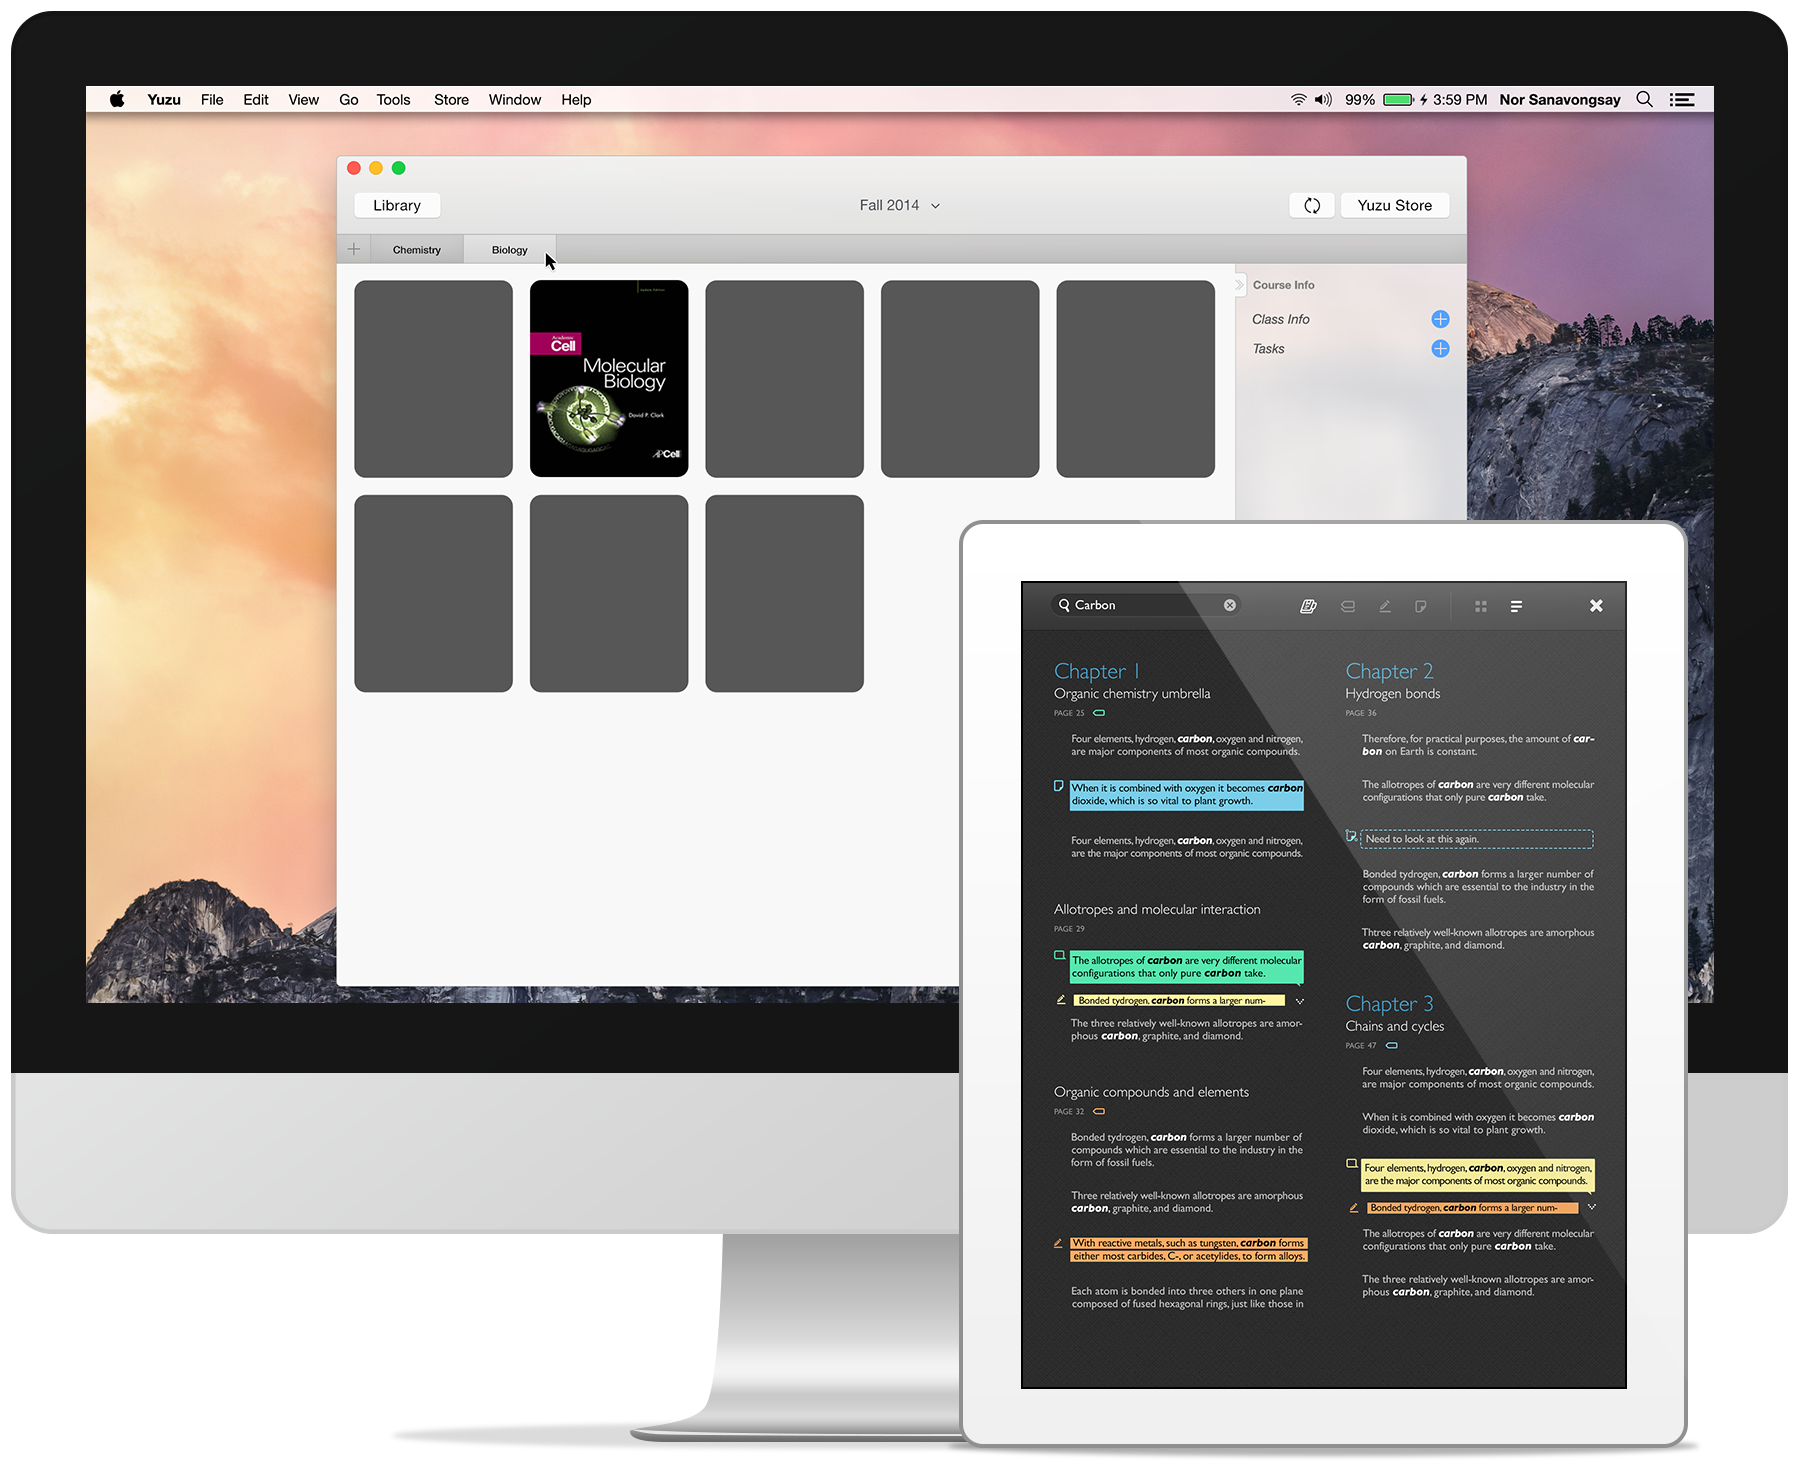 Yuzu File Edit View Go Tools Store Window Help
99% 3:59 PM Nor Sanavongsay
Library
Fall 2014
Yuzu Store
Chemistry
Biology
Academic
Cell
Molecular
Biology
David P. Clark
APCell
Course Info
Class Info
Tasks
Carbon
Chapter 1
Organic chemistry umbrella
PAGE 25
Four elements, hydrogen, carbon, oxygen and nitrogen,
are major components of most organic compounds.
When it is combined with oxygen it becomes carbon
dioxide, which is so vital to plant growth.
Four elements, hydrogen, carbon, oxygen and nitrogen,
are the major components of most organic compounds.
Allotropes and molecular interaction
PAGE 29
The allotropes of carbon are very different molecular
configurations that only pure carbon take.
Bonded tydrogen, carbon forms a larger num-
The three relatively well-known allotropes are amor-
phous carbon, graphite, and diamond.
Organic compounds and elements
PAGE 32
Bonded tydrogen, carbon forms a larger number of
compounds which are essential to the industry in the
form of fossil fuels.
Three relatively well-known allotropes are amorphous
carbon, graphite, and diamond.
With reactive metals, such as tungsten, carbon forms
either most carbides, C-, or acetylides, to form alloys.
Each atom is bonded into three others in one plane
composed of fused hexagonal rings, just like those in
Chapter 2
Hydrogen bonds
PAGE 36
Therefore, for practical purposes, the amount of car-
bon on Earth is constant.
The allotropes of carbon are very different molecular
configurations that only pure carbon take.
Need to look at this again.
Bonded tydrogen, carbon forms a larger number of
compounds which are essential to the industry in the
form of fossil fuels.
Thtree relatively well-known allotropes are amorphous
carbon, graphite, and diamond.
Chapter 3
Chains and cycles
PAGE 47
Four elements, hydrogen, carbon, oxygen and nitrogen,
are major components of most organic compounds.
When it is combined with oxygen it becomes carbon
dioxide, which is so vital to plant growth.
Four elements, hydrogen, carbon, oxygen and nitrogen,
are the major components of most organic compounds.
Bonded tydrogen, carbon forms a larger num-
The allotropes of carbon are very different molecular
configurations that only pure carbon take.
The three relatively well-known allotropes are amor-
phous carbon, graphite, and diamond.